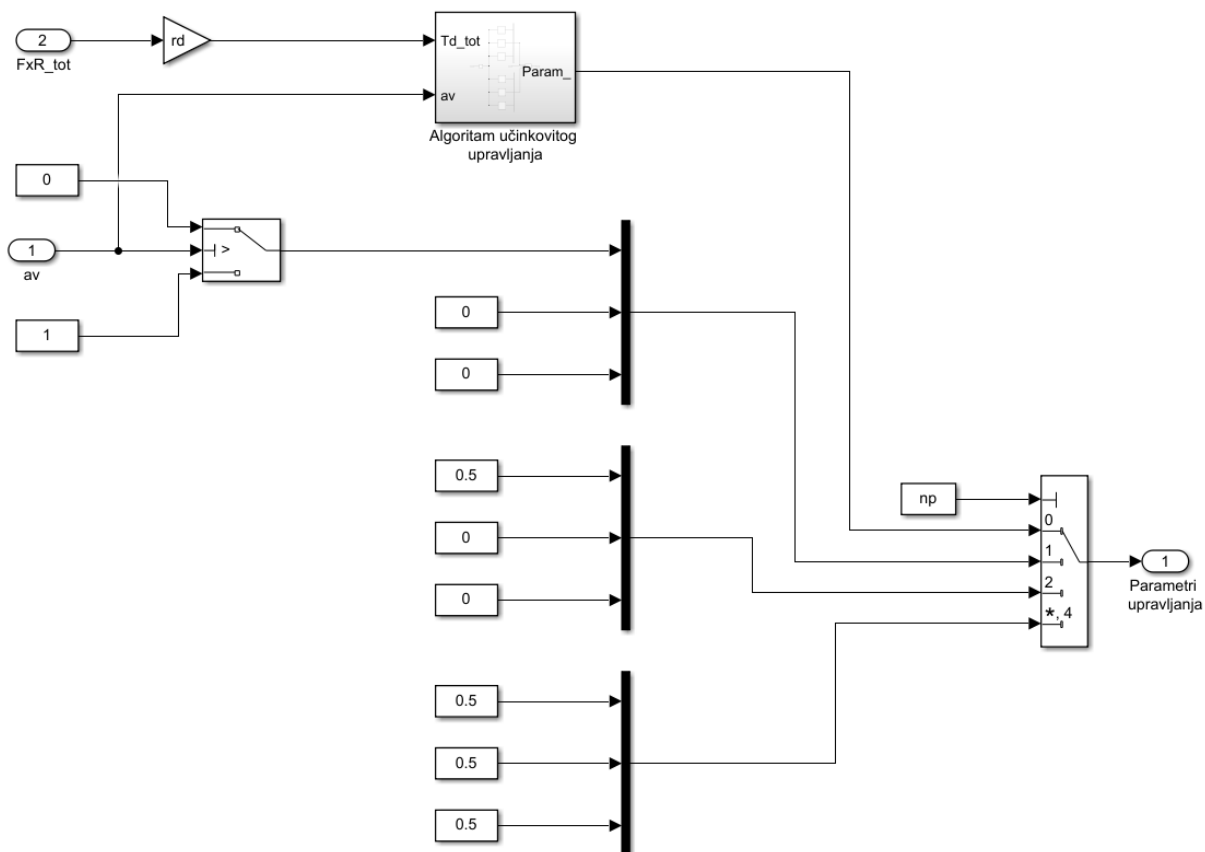 2
FxR_tot
rd
Td_tot
av
Param_
Algoritam učinkovitog
upravljanja
0
1
av
>
1
0
0
0.5
0
0
0.5
0.5
0.5
np
0
1
2
*, 4
1
Parametri
upravljanja